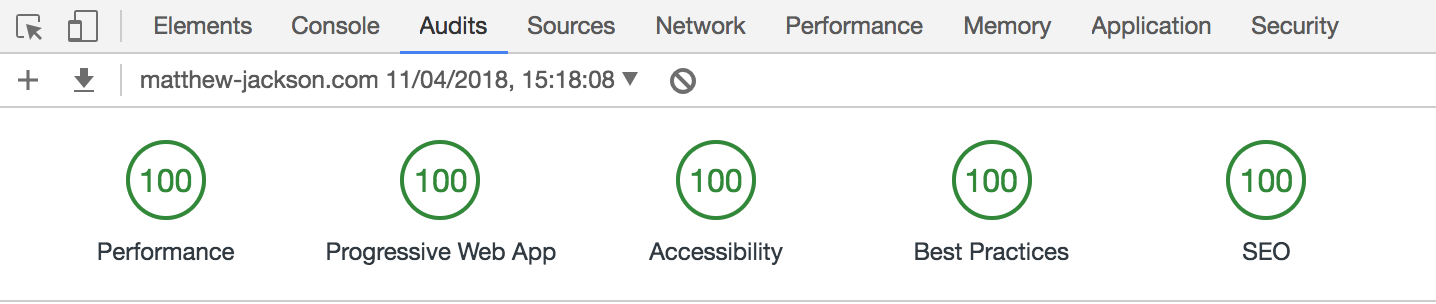 Elements Console Audits Sources Network Performance Memory Application Security
matthew-jackson.com 11/04/2018, 15:18:08 ▼
100 100 100 100 100
Performance Progressive Web App Accessibility Best Practices SEO